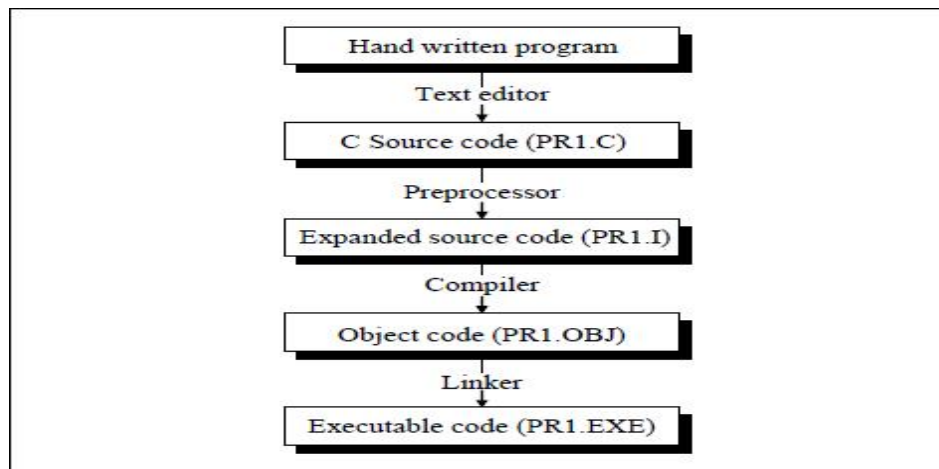 Hand written program
Text editor
C Source code (PR1.C)
Preprocessor
Expanded source code (PR1.I)
Compiler
Object code (PR1.OBJ)
Linker
Executable code (PR1.EXE)